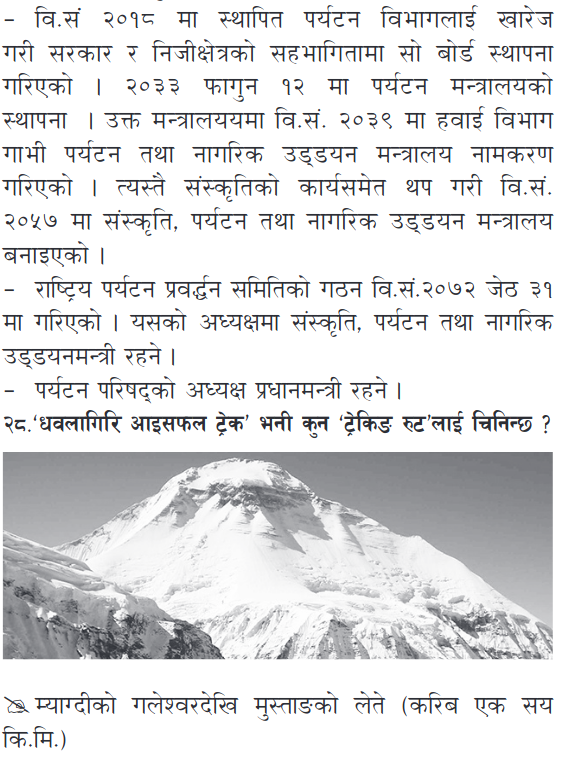 – वि.सं २०१८ मा स्थापित पर्यटन विभागलाई खारेज
गरी सरकार र निजीक्षेत्रको सहभागितामा सो बोर्ड स्थापना
गरिएको । २०३३ फागुन १२ मा पर्यटन मन्त्रालयको
स्थापना । उक्त मन्त्रालययमा वि.सं. २०३९ मा हवाई विभाग
गाभी पर्यटन तथा नागरिक उड्डयन मन्त्रालय नामकरण
गरिएको । त्यस्तै संस्कृतिको कार्यसमेत थप गरी वि.सं.
२०५७ मा संस्कृति, पर्यटन तथा नागरिक उड्डयन मन्त्रालय
बनाइएको ।
– राष्ट्रिय पर्यटन प्रवर्द्धन समितिको गठन वि.सं.२०७२ जेठ ३१
मा गरिएको । यसको अध्यक्षमा संस्कृति, पर्यटन तथा नागरिक
उड्डयनमन्त्री रहने ।
– पर्यटन परिषद्को अध्यक्ष प्रधानमन्त्री रहने ।
२८.‘धवलागिरि आइसफल ट्रेक’ भनी कुन ‘ट्रेकिङ रुट’लाई चिनिन्छ ?
म्याग्दीको गलेश्वरदेखि मुस्ताङको लेते (करिब एक सय
कि.मि.)